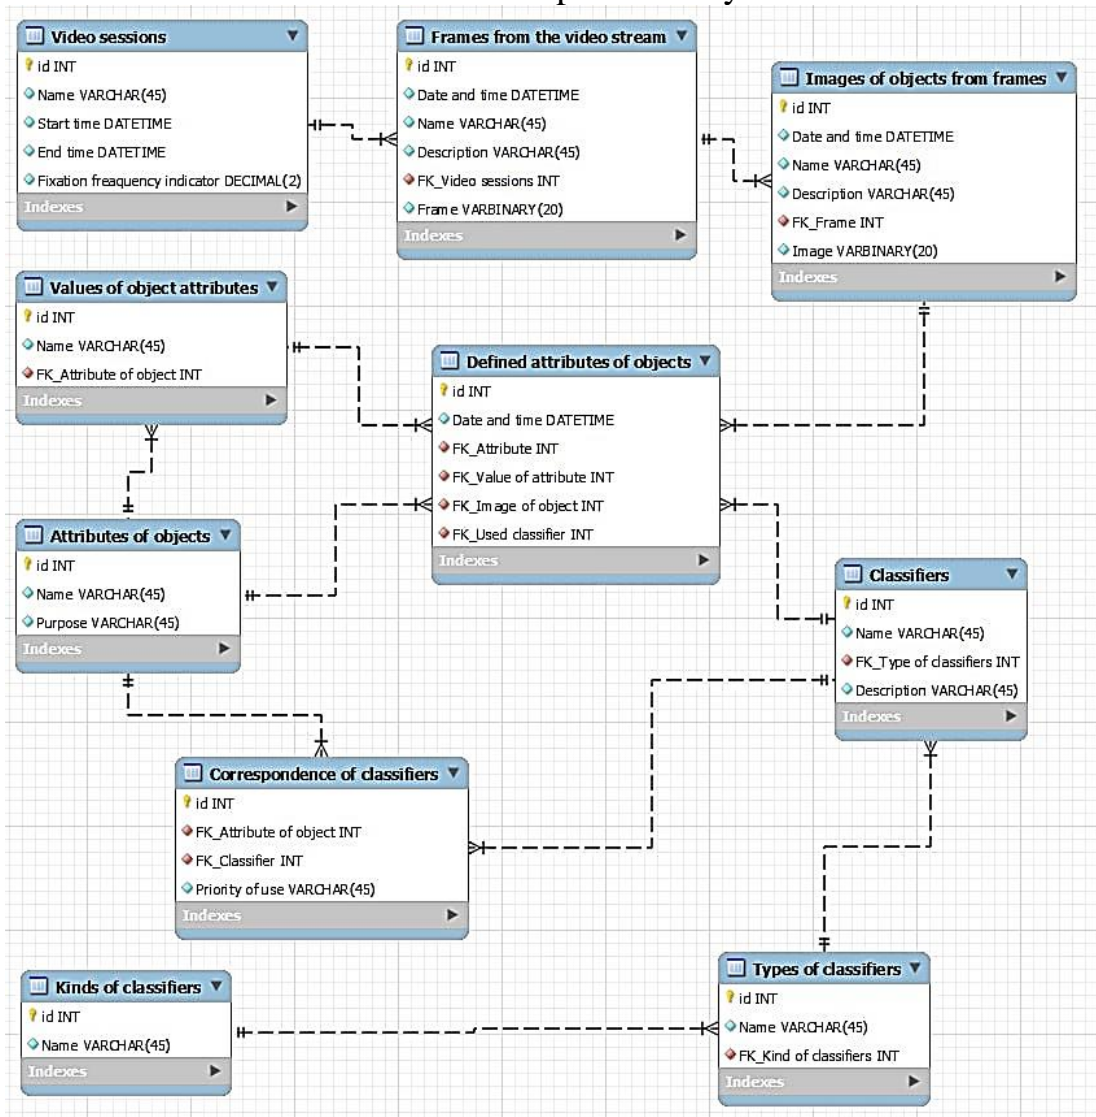 Video sessions
id INT
Name VARCHAR(45)
Start time DATETIME
End time DATETIME
Fixation freaquency indicator DECIMAL(2)
Indexes
Frames from the video stream
id INT
Date and time DATETIME
Name VARCHAR(45)
Description VARCHAR(45)
FK_Video sessions INT
Frame VARBINARY(20)
Indexes
Images of objects from frames
id INT
Date and time DATETIME
Name VARCHAR(45)
Description VARCHAR(45)
FK_Frame INT
Image VARBINARY(20)
Indexes
Values of object attributes
id INT
Name VARCHAR(45)
FK_Attribute of object INT
Indexes
Defined attributes of objects
id INT
Date and time DATETIME
FK_Attribute INT
FK_Value of attribute INT
FK_Image of object INT
FK_Used classifier INT
Indexes
Attributes of objects
id INT
Name VARCHAR(45)
Purpose VARCHAR(45)
Indexes
Classifiers
id INT
Name VARCHAR(45)
FK_Type of classifiers INT
Description VARCHAR(45)
Indexes
Correspondence of classifiers
id INT
FK_Attribute of object INT
FK_Classifier INT
Priority of use VARCHAR(45)
Indexes
Kinds of classifiers
id INT
Name VARCHAR(45)
Indexes
Types of classifiers
id INT
Name VARCHAR(45)
FK_Kind of classifiers INT
Indexes